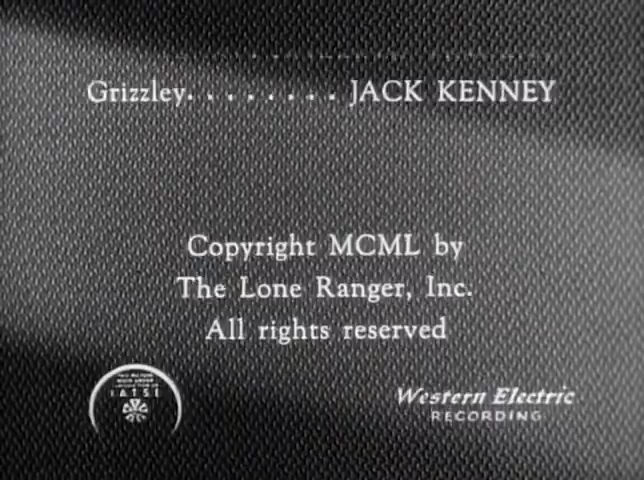 Grizzley........ JACK KENNEY
Copyright MCML by
The Lone Ranger, Inc.
All rights reserved
I.A.T.S.E
Western Electric
RECORDING